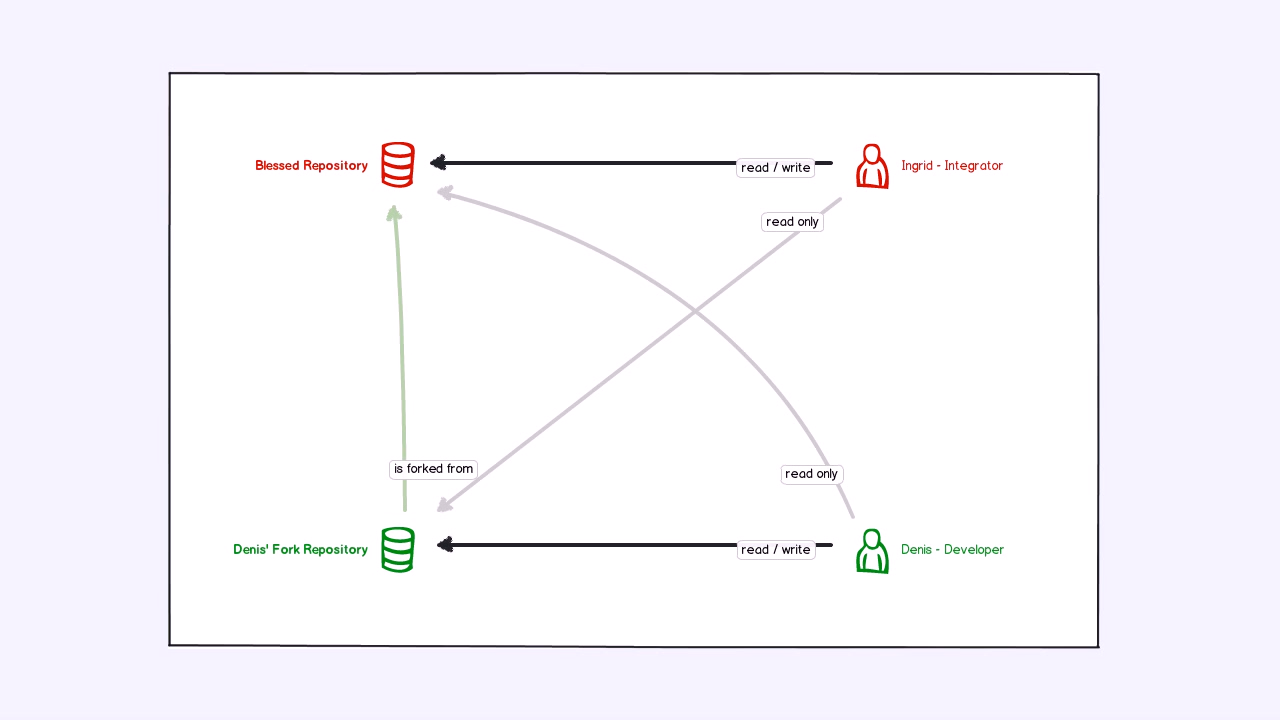 Blessed Repository
read / write
Ingrid - Integrator
read only
is forked from
read only
Denis' Fork Repository
read / write
Denis - Developer